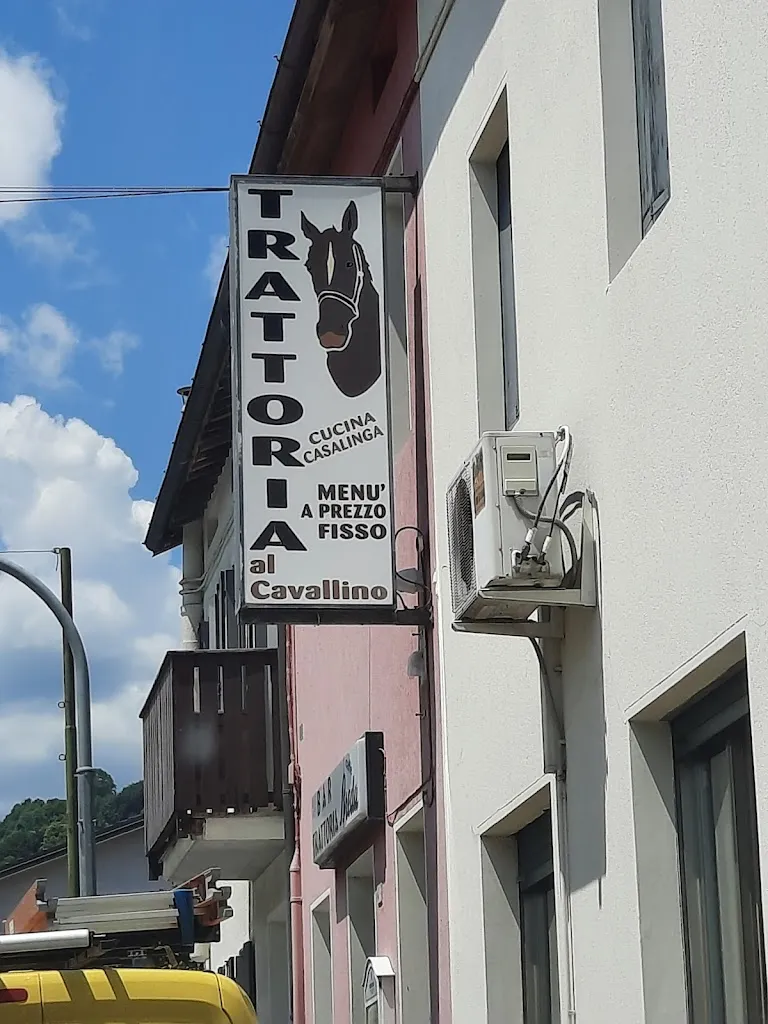 TRATTORIA
CUCINA
CASALINGA
MENU'
A PREZZO
FISSO
al
Cavallino
BAR
TRATTORIA